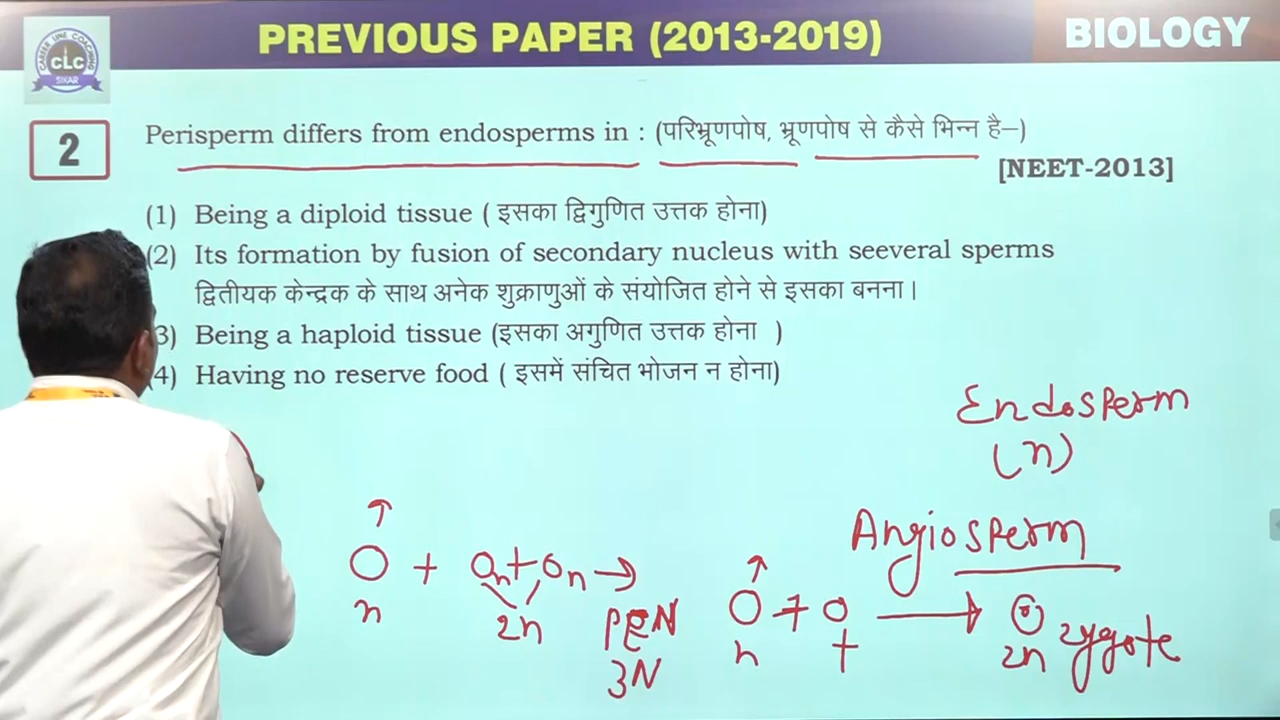 CAREER LINE COACHING
CLC
SIKAR
PREVIOUS PAPER (2013-2019)
BIOLOGY
2
Perisperm differs from endosperms in : (परिभ्रूणपोष, भ्रूणपोष से कैसे भिन्न है–)
[NEET-2013]
(1) Being a diploid tissue ( इसका द्विगुणित उत्तक होना)
(2) Its formation by fusion of secondary nucleus with seeveral sperms
द्वितीयक केन्द्रक के साथ अनेक शुक्राणुओं के संयोजित होने से इसका बनना।
3) Being a haploid tissue (इसका अगुणित उत्तक होना )
(4) Having no reserve food ( इसमें संचित भोजन न होना)
Endosperm
(n)
Angiosperm
+ n + n →
n 2n PEN
3N
+ →
n 2n zygote